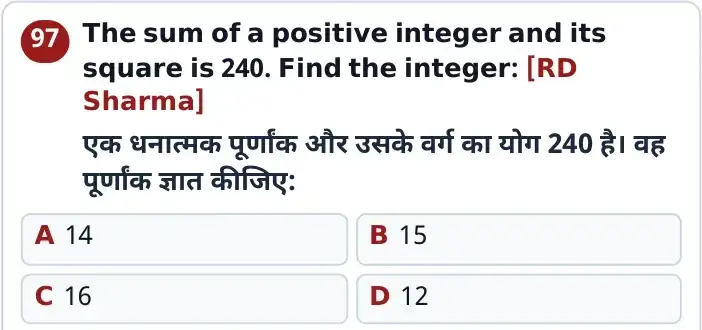 97 The sum of a positive integer and its
square is 240. Find the integer: [RD
Sharma]
एक धनात्मक पूर्णांक और उसके वर्ग का योग 240 है। वह
पूर्णांक ज्ञात कीजिए:
A 14
B 15
C 16
D 12